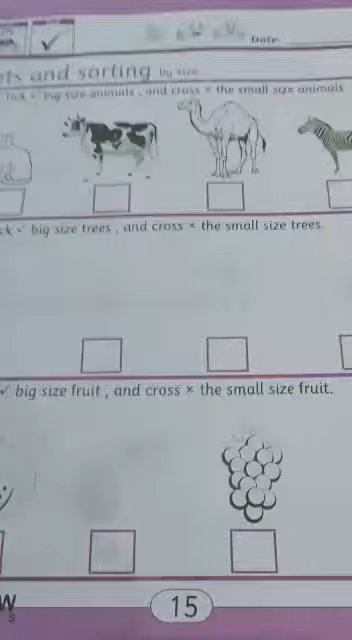 Date
ets and sorting by size
Tick ✓ big size animals , and cross × the small size animals
ck ✓ big size trees , and cross × the small size trees.
✓ big size fruit , and cross × the small size fruit.
15